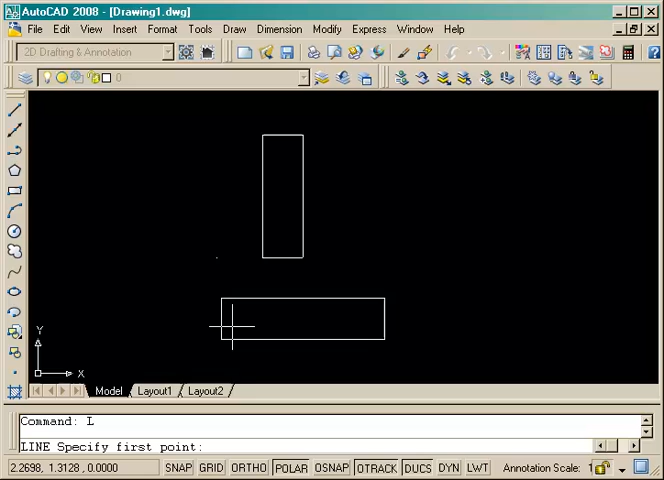 AutoCAD 2008 - [Drawing1.dwg]
File Edit View Insert Format Tools Draw Dimension Modify Express Window Help
2D Drafting & Annotation
0
Y
X
Model Layout1 Layout2
Command: L
LINE Specify first point:
2.2698, 1.3128, 0.0000 SNAP GRID ORTHO POLAR OSNAP OTRACK DUCS DYN LWT Annotation Scale: 1